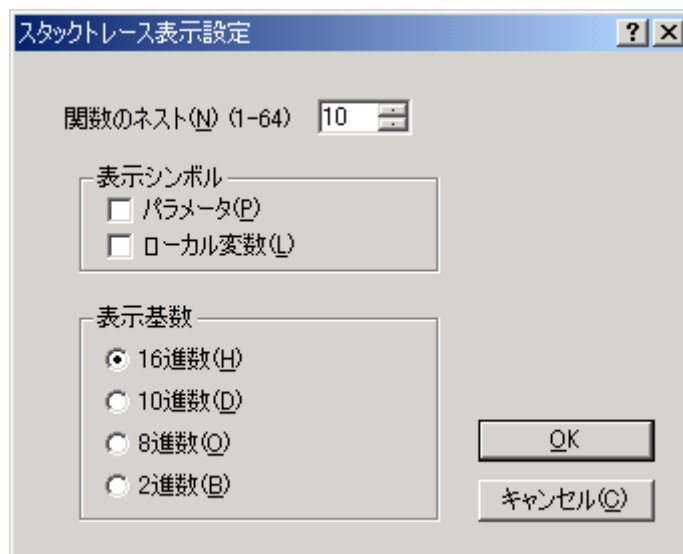 スタックトレース表示設定
関数のネスト(N) (1-64) 10
表示シンボル
パラメータ(P)
ローカル変数(L)
表示基数
16進数(H)
10進数(D)
8進数(O)
2進数(B)
OK
キャンセル(C)